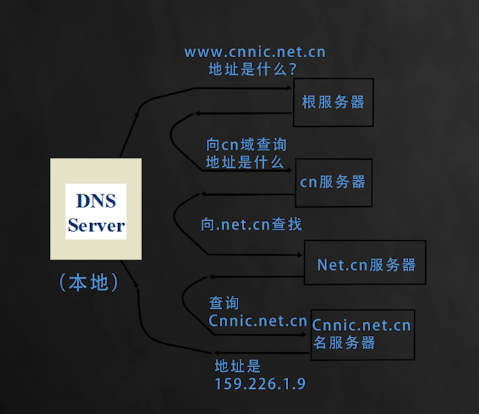 www.cnnic.net.cn
地址是什么?
根服务器
向cn域查询
地址是什么
cn服务器
DNS
Server
(本地)
向.net.cn查找
Net.cn服务器
查询
Cnnic.net.cn
Cnnic.net.cn
名服务器
地址是
159.226.1.9